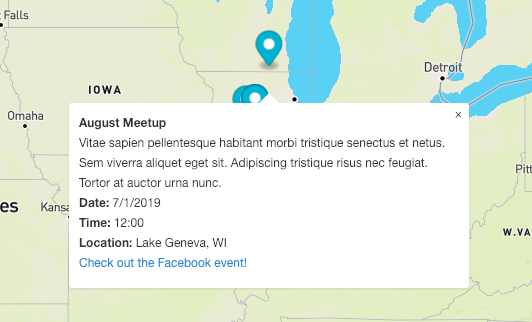 Falls
IOWA
Detroit
Omaha
×
August Meetup
Vitae sapien pellentesque habitant morbi tristique senectus et netus.
Sem viverra aliquet eget sit. Adipiscing tristique risus nec feugiat.
Tortor at auctor urna nunc.
Date: 7/1/2019
Time: 12:00
Location: Lake Geneva, WI
Check out the Facebook event!
Pitt
es
Kansa
W.VA